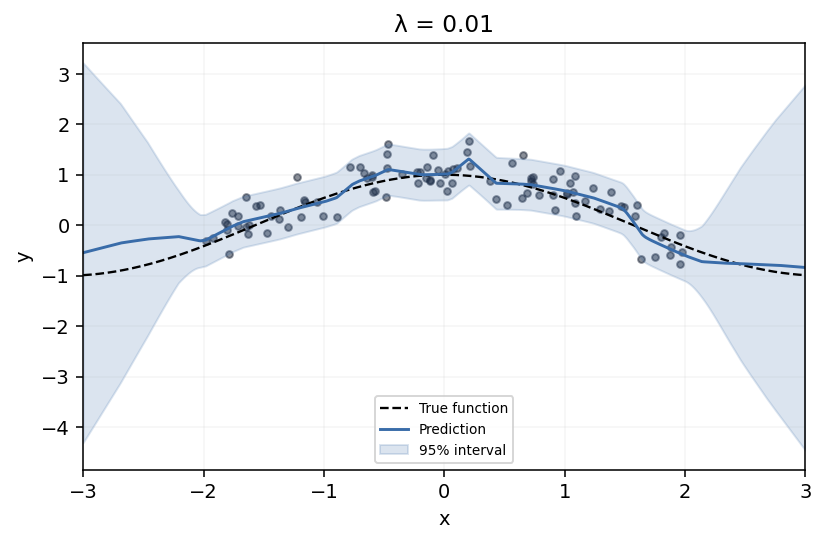 λ = 0.01
3
2
1
0
−1
−2
−3
−4
y
−3
−2
−1
0
1
2
3
x
True function
Prediction
95% interval